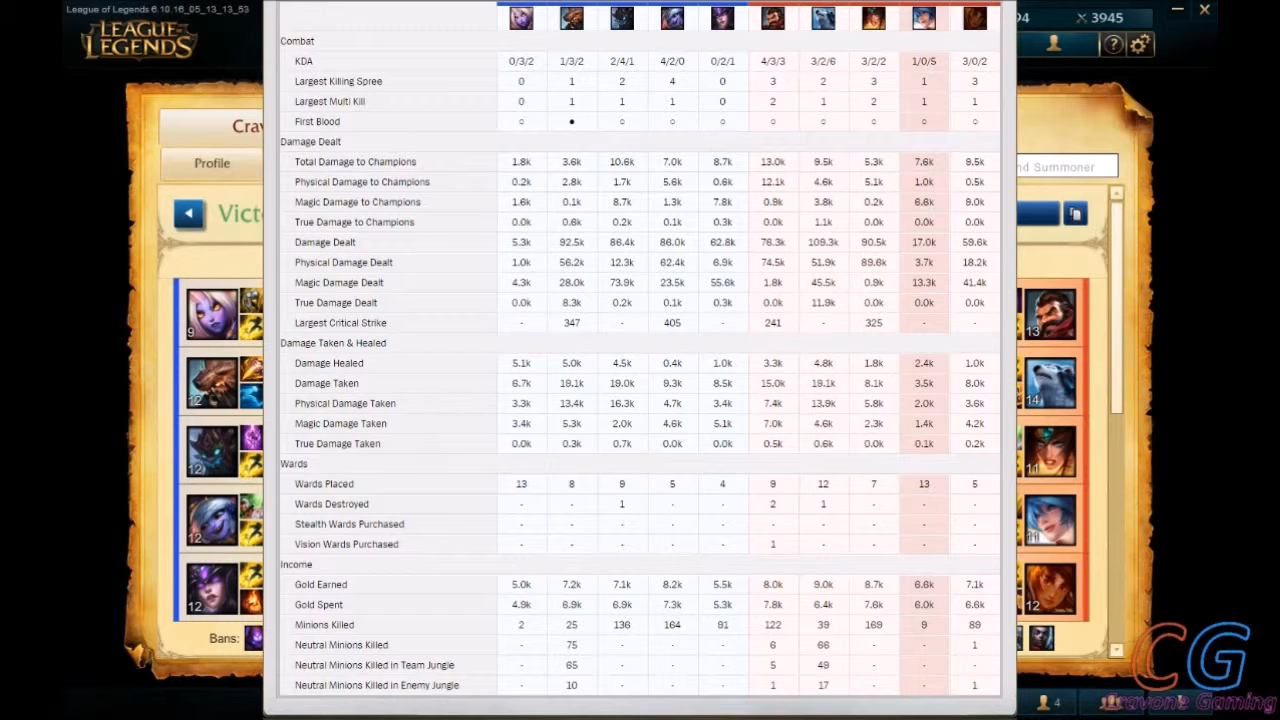 League of Legends 6.10.16_05_13_13_53
LEAGUE OF LEGENDS
3945
Profile
Combat
KDA 0/3/2 1/3/2 2/4/1 4/2/0 0/2/1 4/3/3 3/2/6 3/2/2 1/0/5 3/0/2
Largest Killing Spree 0 1 2 4 0 3 2 3 1 3
Largest Multi Kill 0 1 1 1 0 2 1 2 1 1
First Blood ○ ● ○ ○ ○ ○ ○ ○ ○ ○
Damage Dealt
Total Damage to Champions 1.8k 3.6k 10.6k 7.0k 8.7k 13.0k 9.5k 5.3k 7.6k 9.5k
Physical Damage to Champions 0.2k 2.8k 1.7k 5.6k 0.6k 12.1k 4.6k 5.1k 1.0k 0.5k
Magic Damage to Champions 1.6k 0.1k 8.7k 1.3k 7.8k 0.9k 3.8k 0.2k 6.6k 9.0k
True Damage to Champions 0.0k 0.6k 0.2k 0.1k 0.3k 0.0k 1.1k 0.0k 0.0k 0.0k
Damage Dealt 5.3k 92.5k 86.4k 86.0k 62.8k 76.3k 109.3k 90.5k 17.0k 59.6k
Physical Damage Dealt 1.0k 56.2k 12.3k 62.4k 6.9k 74.5k 51.9k 89.6k 3.7k 18.2k
Magic Damage Dealt 4.3k 28.0k 73.9k 23.5k 55.6k 1.8k 45.5k 0.9k 13.3k 41.4k
True Damage Dealt 0.0k 8.3k 0.2k 0.1k 0.3k 0.0k 11.9k 0.0k 0.0k 0.0k
Largest Critical Strike - 347 - 405 - 241 - 325 - -
Damage Taken & Healed
Damage Healed 5.1k 5.0k 4.5k 0.4k 1.0k 3.3k 4.8k 1.8k 2.4k 1.0k
Damage Taken 6.7k 19.1k 19.0k 9.3k 8.5k 15.0k 19.1k 8.1k 3.5k 8.0k
Physical Damage Taken 3.3k 13.4k 16.3k 4.7k 3.4k 7.4k 13.9k 5.8k 2.0k 3.6k
Magic Damage Taken 3.4k 5.3k 2.0k 4.6k 5.1k 7.0k 4.6k 2.3k 1.4k 4.2k
True Damage Taken 0.0k 0.3k 0.7k 0.0k 0.0k 0.5k 0.6k 0.0k 0.1k 0.2k
Wards
Wards Placed 13 8 9 5 4 9 12 7 13 5
Wards Destroyed - - 1 - - 2 1 - - -
Stealth Wards Purchased - - - - - - - - - -
Vision Wards Purchased - - - - - 1 - - - -
Income
Gold Earned 5.0k 7.2k 7.1k 8.2k 5.5k 8.0k 9.0k 8.7k 6.6k 7.1k
Gold Spent 4.9k 6.9k 6.9k 7.3k 5.3k 7.8k 6.4k 7.6k 6.0k 6.6k
Minions Killed 2 25 136 164 91 122 39 169 9 89
Neutral Minions Killed - 75 - - - 6 66 - - 1
Neutral Minions Killed in Team Jungle - 65 - - - 5 49 - - -
Neutral Minions Killed in Enemy Jungle - 10 - - - 1 17 - - 1
9
12
12
12
12
Bans:
nd Summoner
13
14
11
11
12
4
CG
Cravone Gaming